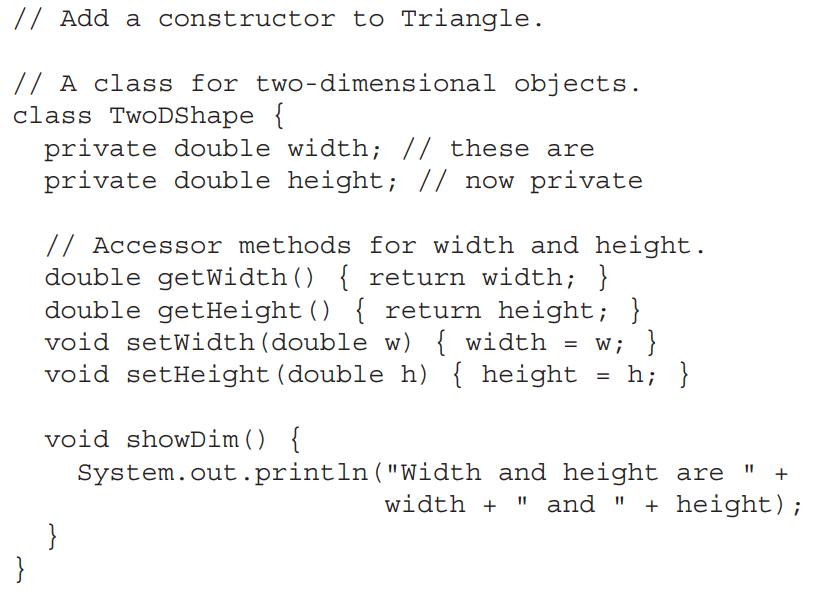 // Add a constructor to Triangle.
// A class for two-dimensional objects.
class TwoDShape {
  private double width; // these are
  private double height; // now private
  // Accessor methods for width and height.
  double getWidth() { return width; }
  double getHeight() { return height; }
  void setWidth(double w) { width = w; }
  void setHeight(double h) { height = h; }
  void showDim() {
    System.out.println("Width and height are " +
                       width + " and " + height);
  }
}